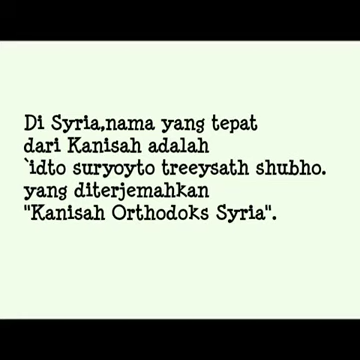 Di Syria,nama yang tepat
dari Kanisah adalah
`idto suryoyto treeysath shubho.
yang diterjemahkan
"Kanisah Orthodoks Syria".